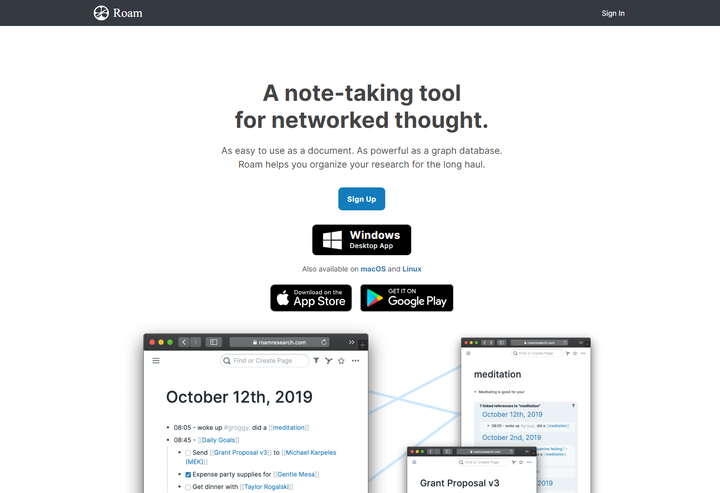 Roam
Sign In
A note-taking tool
for networked thought.
As easy to use as a document. As powerful as a graph database.
Roam helps you organize your research for the long haul.
Sign Up
Windows
Desktop App
Also available on macOS and Linux
Download on the
App Store
GET IT ON
Google Play
roamresearch.com
Find or Create Page
October 12th, 2019
08:05 - woke up #groggy, did a [[meditation]]
08:45 - [[Daily Goals]]
Send [[Grant Proposal v3]] to [[Michael Karpeles
(MEK)]]
Expense party supplies for [[Gentle Mesa]]
Get dinner with [[Taylor Rogalski]]
roamresearch.com
Find or Create Page
meditation
Meditating is good for you!
7 linked references to "meditation"
October 12th, 2019
08:05 - woke up #groggy, did a [[meditation]]
October 2nd, 2019
roamresearch.com
Find or Create Page
Grant Proposal v3